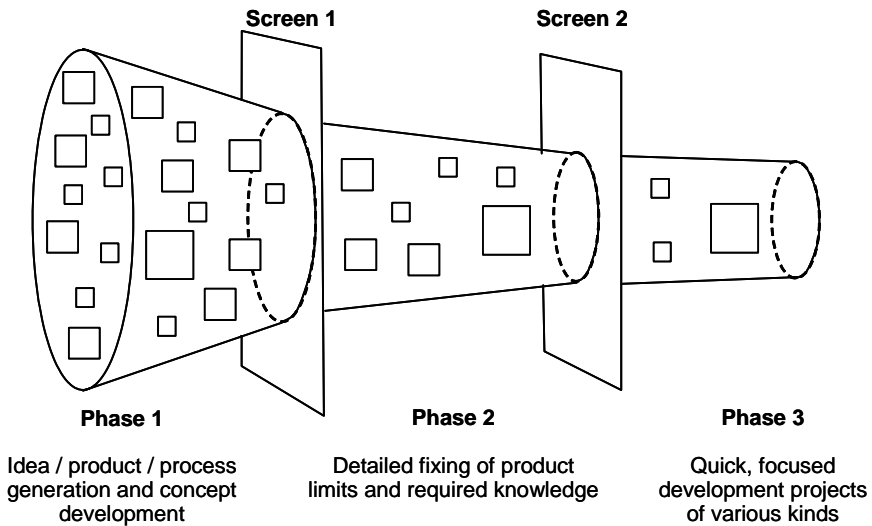 Screen 1
Screen 2
Phase 1
Phase 2
Phase 3
Idea / product / process
generation and concept
development
Detailed fixing of product
limits and required knowledge
Quick, focused
development projects
of various kinds